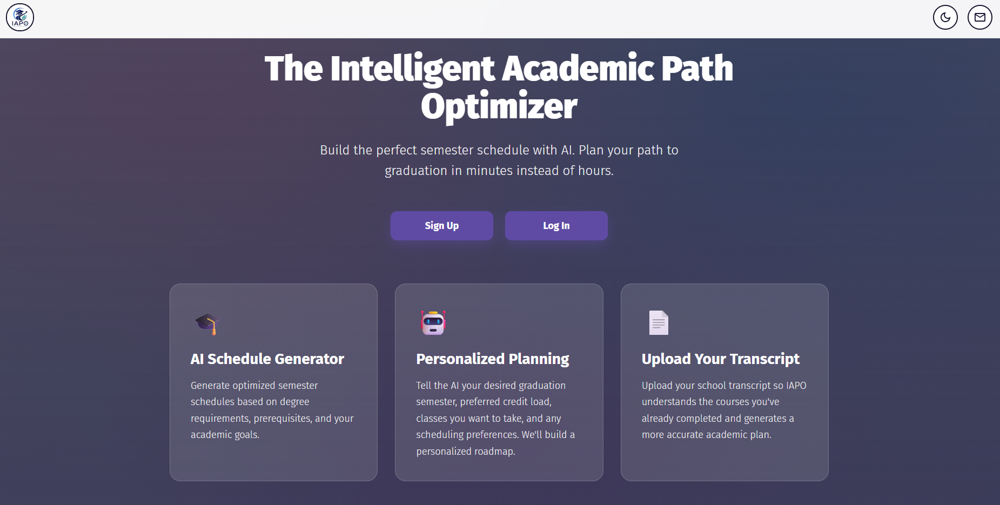 IAPO
The Intelligent Academic Path
Optimizer
Build the perfect semester schedule with AI. Plan your path to
graduation in minutes instead of hours.
Sign Up
Log In
AI Schedule Generator
Generate optimized semester
schedules based on degree
requirements, prerequisites, and your
academic goals.
Personalized Planning
Tell the AI your desired graduation
semester, preferred credit load,
classes you want to take, and any
scheduling preferences. We'll build a
personalized roadmap.
Upload Your Transcript
Upload your school transcript so IAPO
understands the courses you've
already completed and generates a
more accurate academic plan.